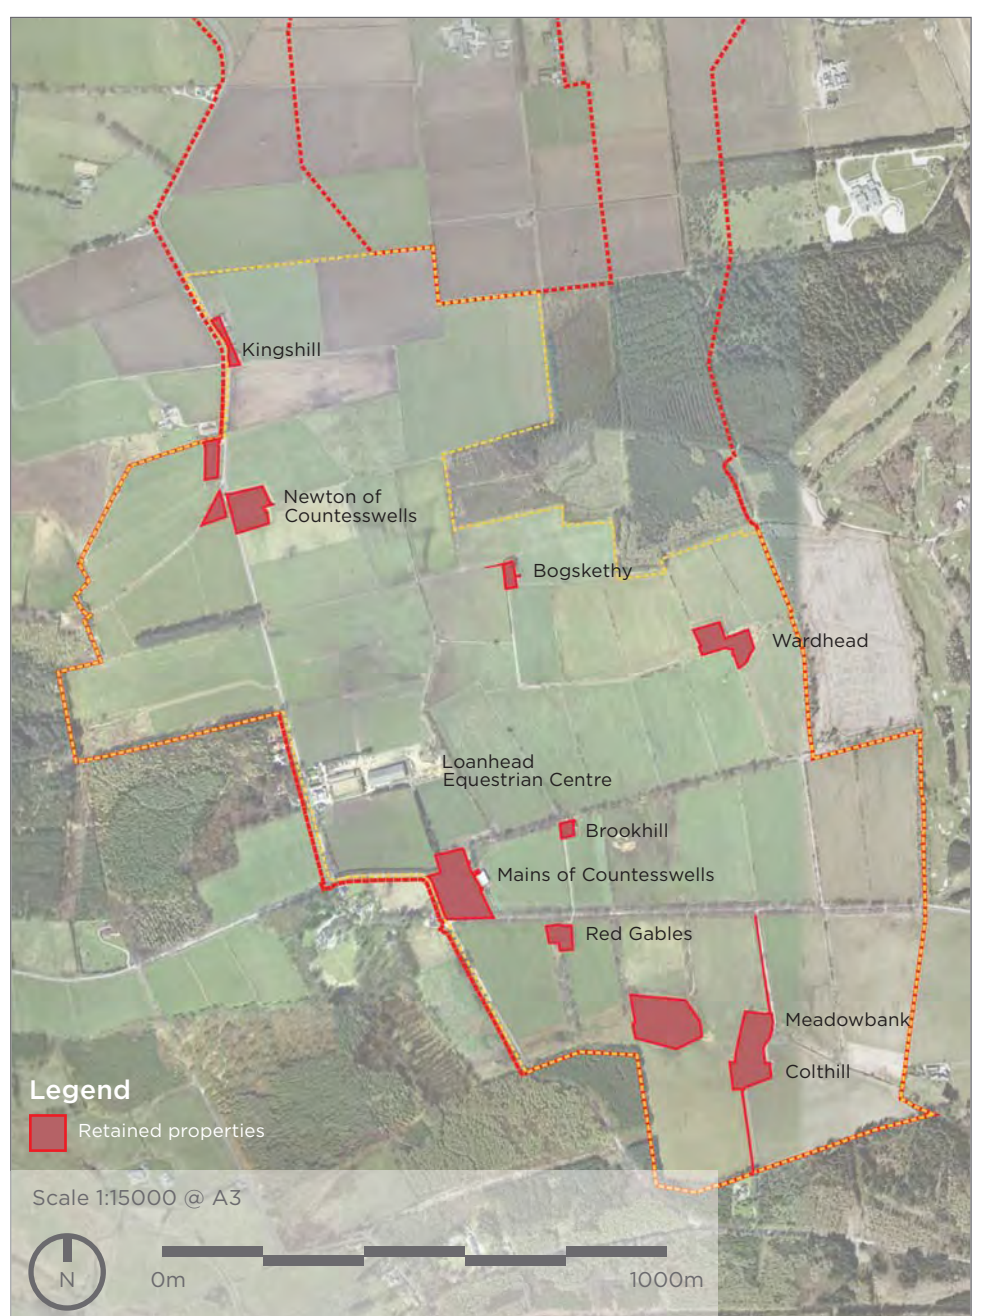 Kingshill
Newton of
Countesswells
Bogskethy
Wardhead
Loanhead
Equestrian Centre
Brookhill
Mains of Countesswells
Red Gables
Meadowbank
Colthill
Legend
Retained properties
Scale 1:15000 @ A3
N
0m
1000m